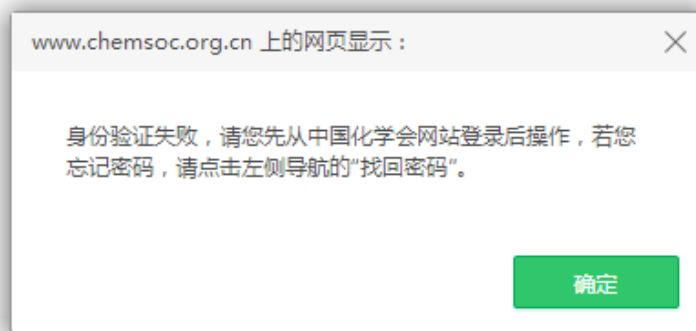 www.chemsoc.org.cn 上的网页显示：
身份验证失败，请您先从中国化学会网站登录后操作，若您
忘记密码，请点击左侧导航的“找回密码”。
确定